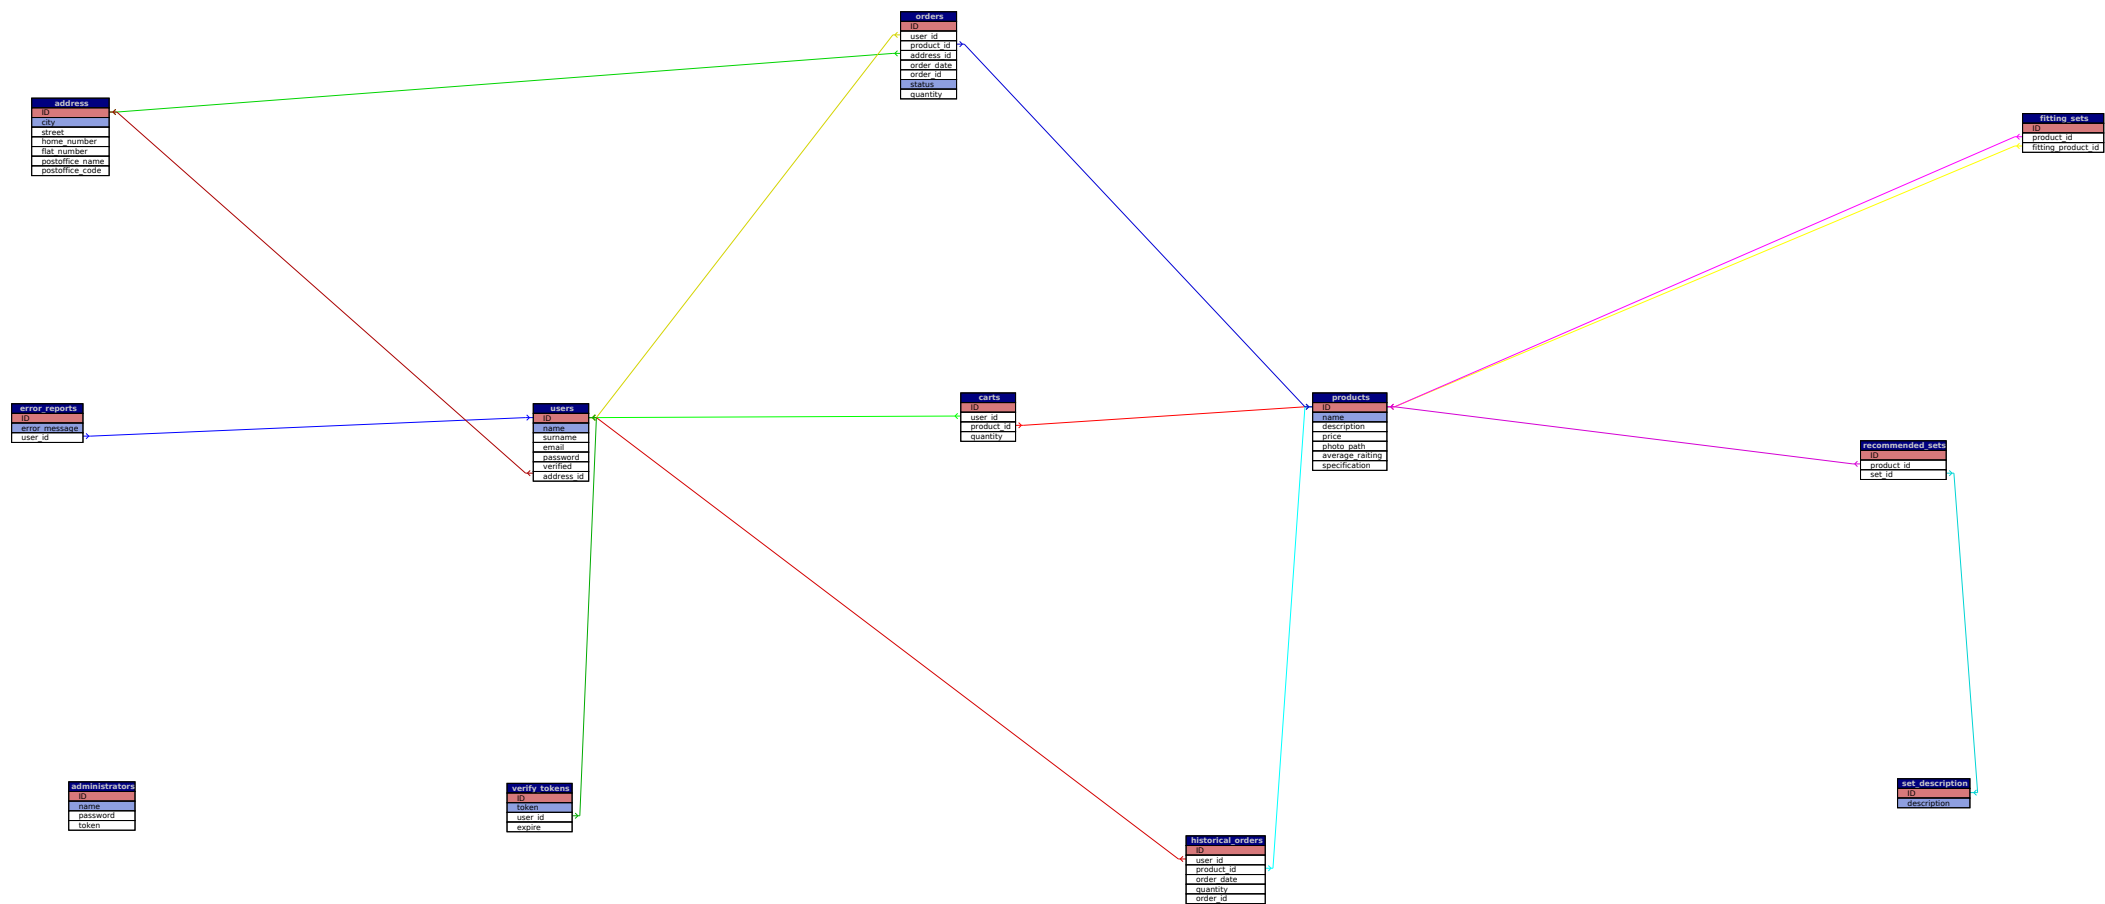 orders
ID
user_id
product_id
address_id
order_date
order_id
status
quantity
address
ID
city
street
home_number
flat_number
postoffice_name
postoffice_code
fitting_sets
ID
product_id
fitting_product_id
error_reports
ID
error_message
user_id
users
ID
name
surname
email
password
verified
address_id
carts
ID
user_id
product_id
quantity
products
ID
name
description
price
photo_path
average_raiting
specification
recommended_sets
ID
product_id
set_id
administrators
ID
name
password
token
verify_tokens
ID
token
user_id
expire
historical_orders
ID
user_id
product_id
order_date
quantity
order_id
set_description
ID
description